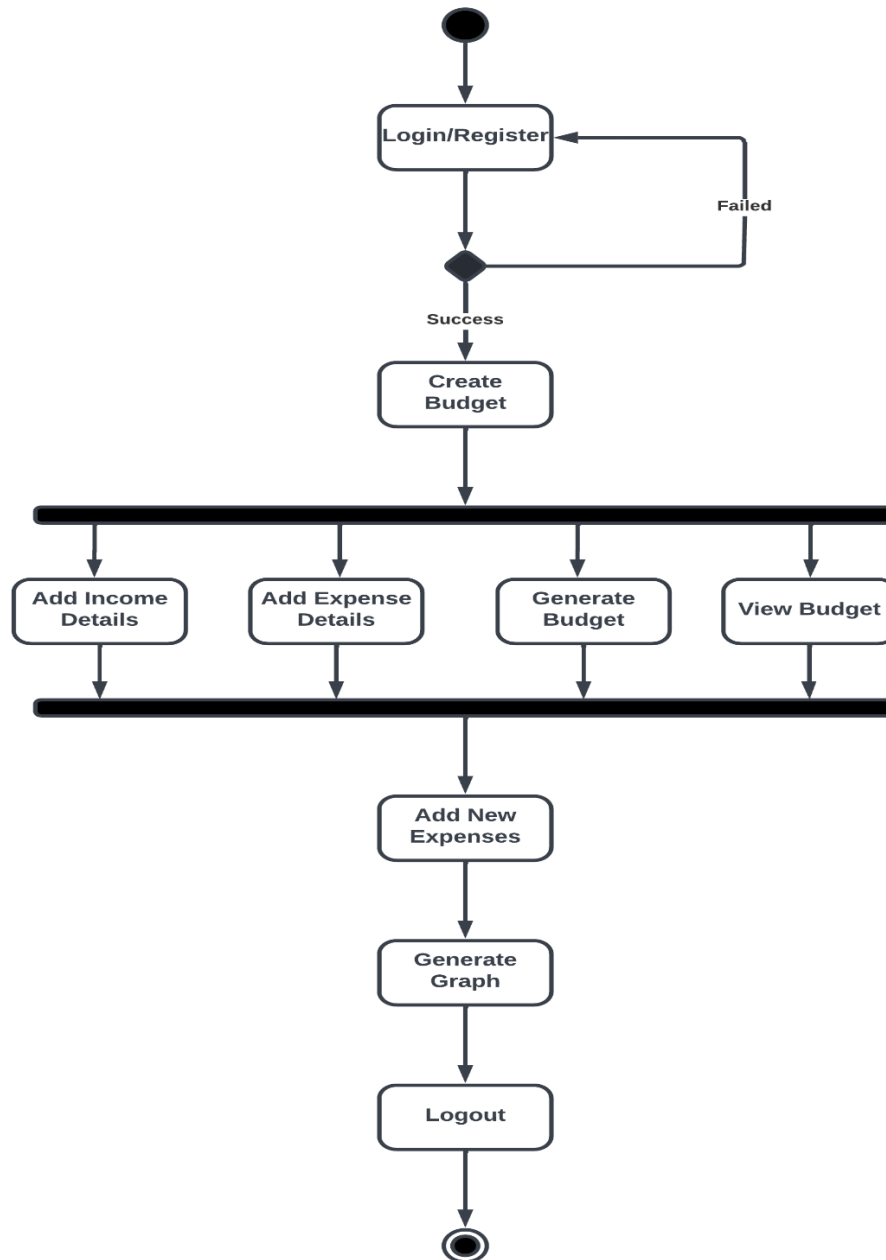 Login/Register
Failed
Success
Create
Budget
Add Income
Details
Add Expense
Details
Generate
Budget
View Budget
Add New
Expenses
Generate
Graph
Logout